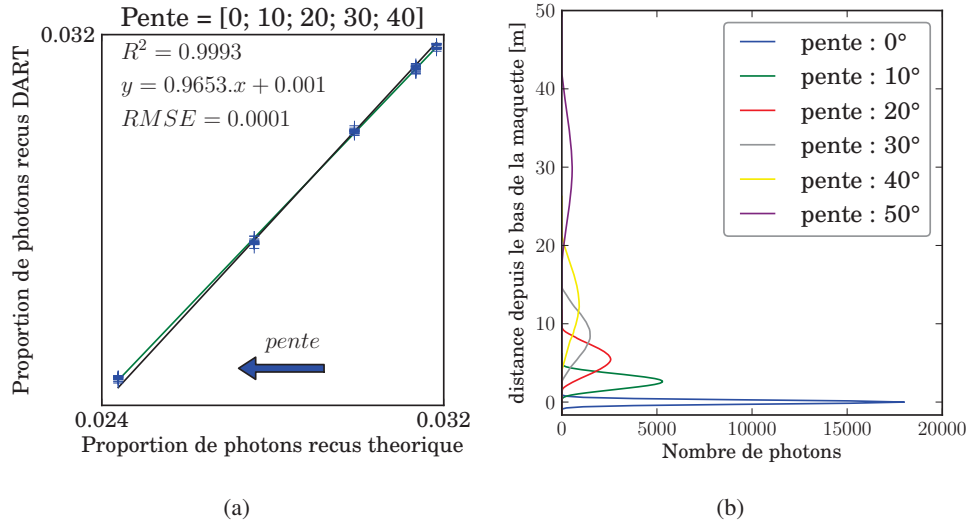 Pente = [0; 10; 20; 30; 40]
0.032
R² = 0.9993
y = 0.9653.x + 0.001
RMSE = 0.0001
Proportion de photons recus DART
pente
0.024
0.032
Proportion de photons recus theorique
(a)
distance depuis le bas de la maquette [m]
50
40
30
20
10
0
pente : 0°
pente : 10°
pente : 20°
pente : 30°
pente : 40°
pente : 50°
0
5000
10000
15000
20000
Nombre de photons
(b)